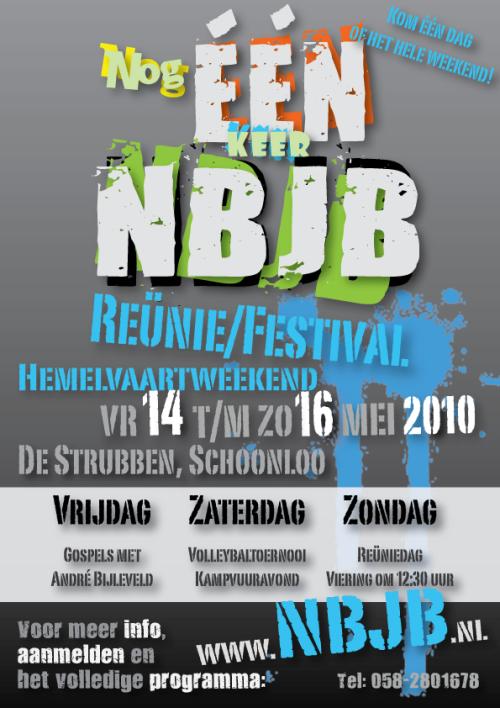 Nog ÉÉN
Kom één dag
of het hele weekend!
keer
NBJB
Reünie/Festival
Hemelvaartweekend
vr 14 t/m zo 16 mei 2010
De Strubben, Schoonloo
Vrijdag Zaterdag Zondag
Gospels met Volleybaltoernooi Reüniedag
André Bijleveld Kampvuuravond Viering om 12:30 uur
Voor meer info,
aanmelden en
het volledige programma:
www.NBJB.nl
Tel: 058-2801678